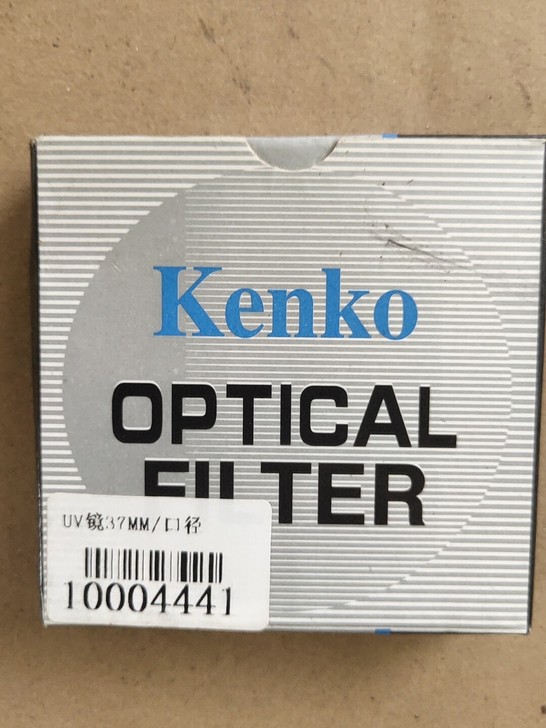 Kenko
OPTICAL
FILTER
UV镜37MM/口径
10004441